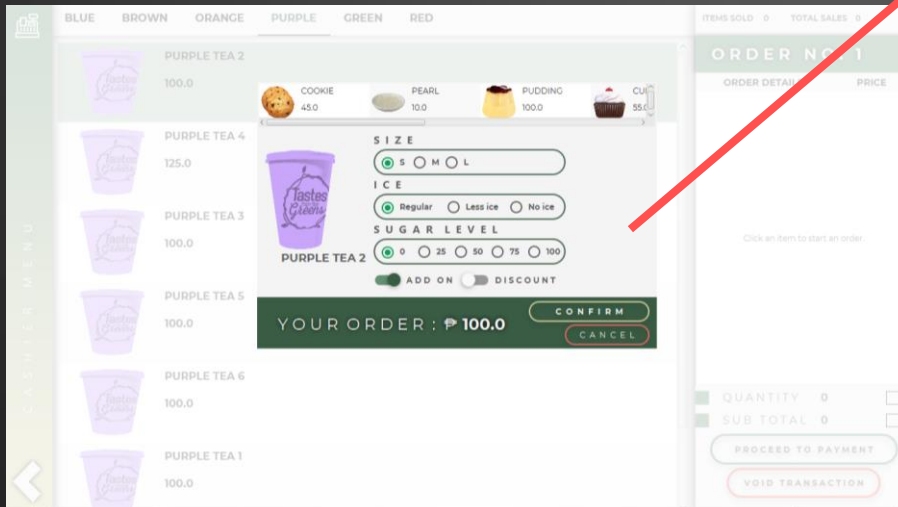 BLUE BROWN ORANGE PURPLE GREEN RED
ITEMS SOLD 0 TOTAL SALES 0
CASHIER MENU
PURPLE TEA 2
100.0
PURPLE TEA 4
125.0
PURPLE TEA 3
100.0
PURPLE TEA 5
100.0
PURPLE TEA 6
100.0
PURPLE TEA 1
100.0
COOKIE
45.0
PEARL
10.0
PUDDING
100.0
SIZE
S M L
ICE
Regular Less ice No ice
SUGAR LEVEL
0 25 50 75 100
Tastes
Greens
PURPLE TEA 2
ADD ON DISCOUNT
YOUR ORDER : ₱ 100.0
CONFIRM
CANCEL
ORDER NO. 1
ORDER DETAILS PRICE
Click an item to start an order
QUANTITY 0
SUB TOTAL 0
PROCEED TO PAYMENT
VOID TRANSACTION